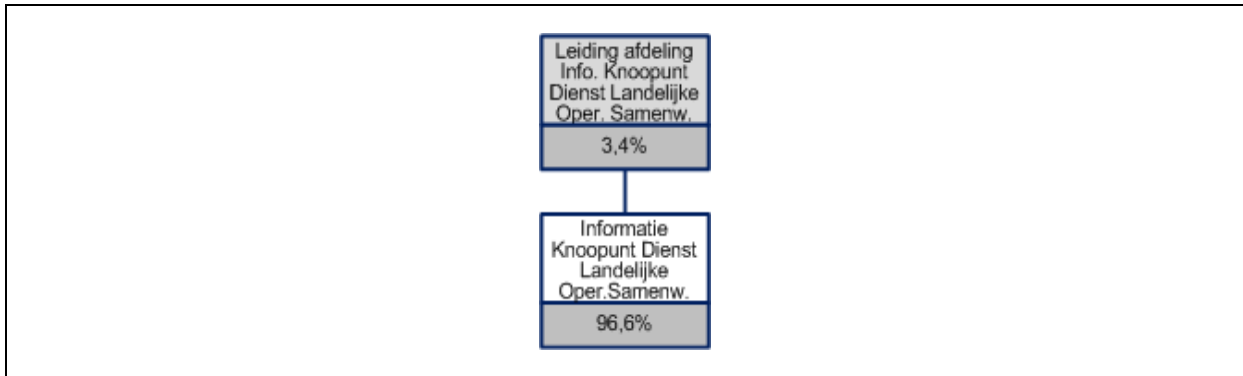 Leiding afdeling
Info. Knoopunt
Dienst Landelijke
Oper. Samenw.
3,4%
Informatie
Knoopunt Dienst
Landelijke
Oper.Samenw.
96,6%